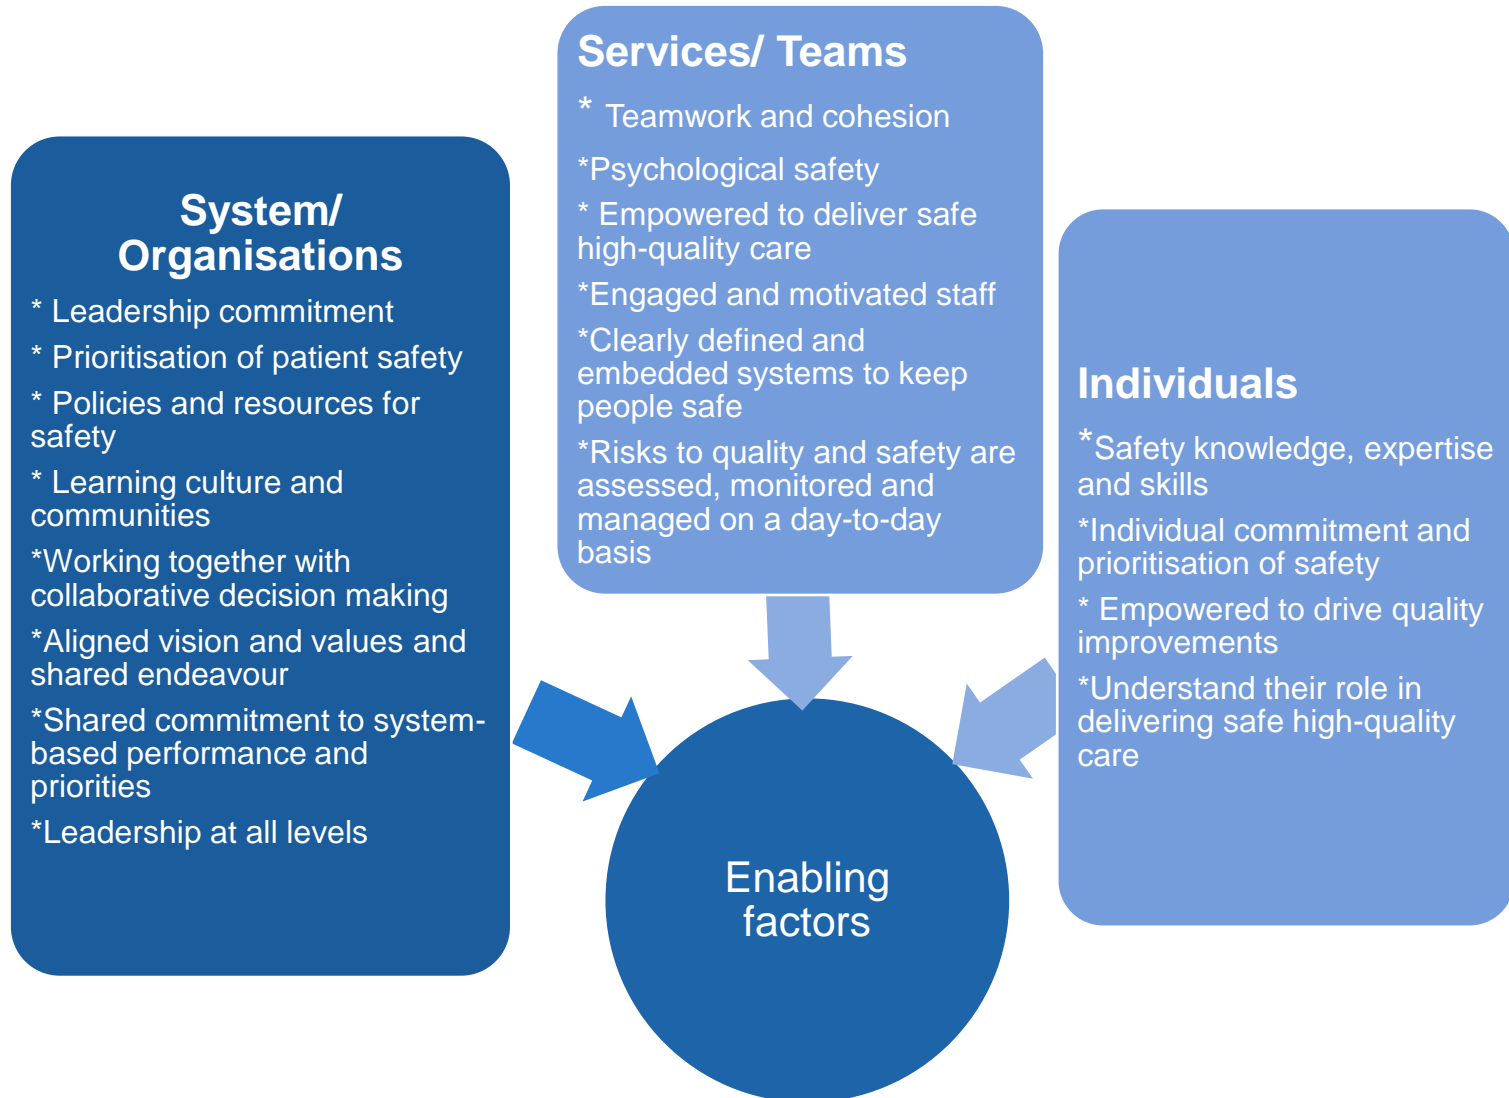 System/
Organisations
* Leadership commitment
* Prioritisation of patient safety
* Policies and resources for
safety
* Learning culture and
communities
*Working together with
collaborative decision making
*Aligned vision and values and
shared endeavour
*Shared commitment to system-
based performance and
priorities
*Leadership at all levels
Services/ Teams
* Teamwork and cohesion
*Psychological safety
* Empowered to deliver safe
high-quality care
*Engaged and motivated staff
*Clearly defined and
embedded systems to keep
people safe
*Risks to quality and safety are
assessed, monitored and
managed on a day-to-day
basis
Individuals
*Safety knowledge, expertise
and skills
*Individual commitment and
prioritisation of safety
* Empowered to drive quality
improvements
*Understand their role in
delivering safe high-quality
care
Enabling
factors